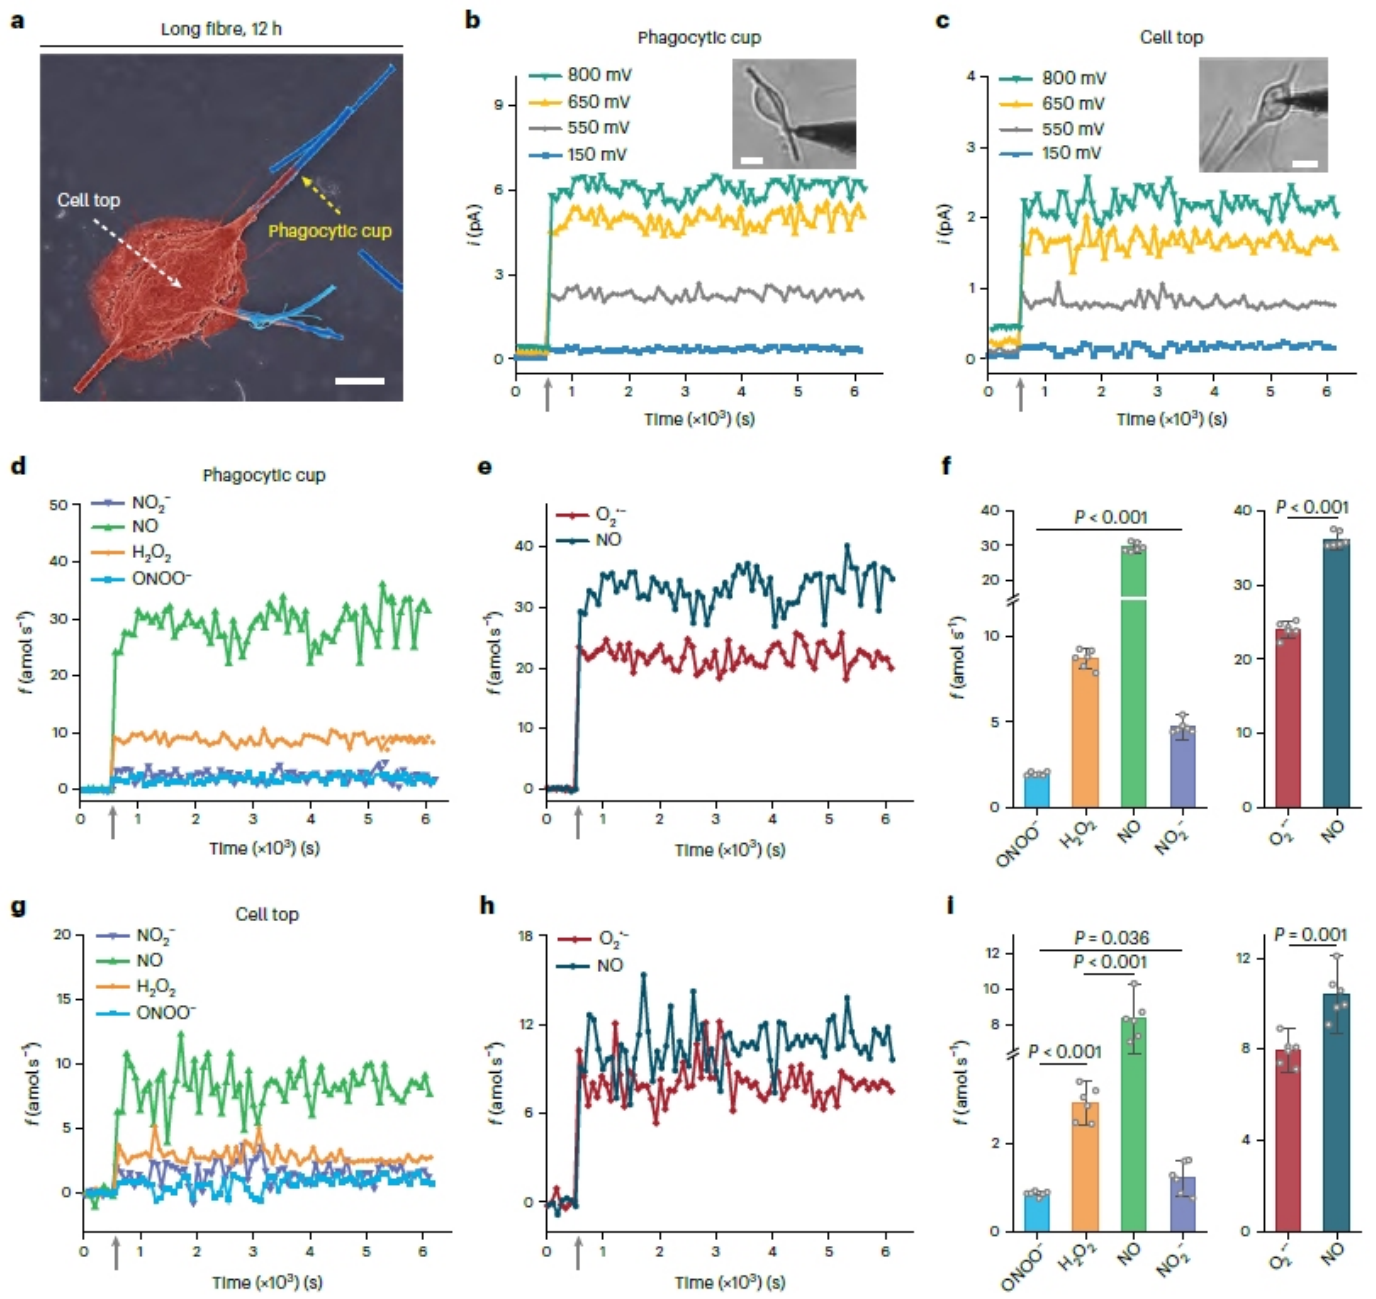 a
Long fibre, 12 h
Cell top
Phagocytic cup
b
Phagocytic cup
800 mV
650 mV
550 mV
150 mV
9
6
3
0
i (pA)
0 1 2 3 4 5 6
Time (×10³) (s)
c
Cell top
800 mV
650 mV
550 mV
150 mV
4
3
2
1
0
i (pA)
0 1 2 3 4 5 6
Time (×10³) (s)
d
Phagocytic cup
NO₂⁻
NO
H₂O₂
ONOO⁻
50
40
30
20
10
0
f (amol s⁻¹)
0 1 2 3 4 5 6
Time (×10³) (s)
e
O₂•⁻
NO
40
30
20
10
0
f (amol s⁻¹)
0 1 2 3 4 5 6
Time (×10³) (s)
f
P < 0.001
40
30
20
10
5
0
f (amol s⁻¹)
ONOO⁻ H₂O₂ NO NO₂⁻
P < 0.001
40
30
20
10
0
O₂•⁻ NO
g
Cell top
NO₂⁻
NO
H₂O₂
ONOO⁻
20
15
10
5
0
f (amol s⁻¹)
0 1 2 3 4 5 6
Time (×10³) (s)
h
O₂•⁻
NO
18
12
6
0
f (amol s⁻¹)
0 1 2 3 4 5 6
Time (×10³) (s)
i
P = 0.036
P < 0.001
P < 0.001
12
10
8
2
0
f (amol s⁻¹)
ONOO⁻ H₂O₂ NO NO₂⁻
P = 0.001
12
8
4
0
O₂•⁻ NO